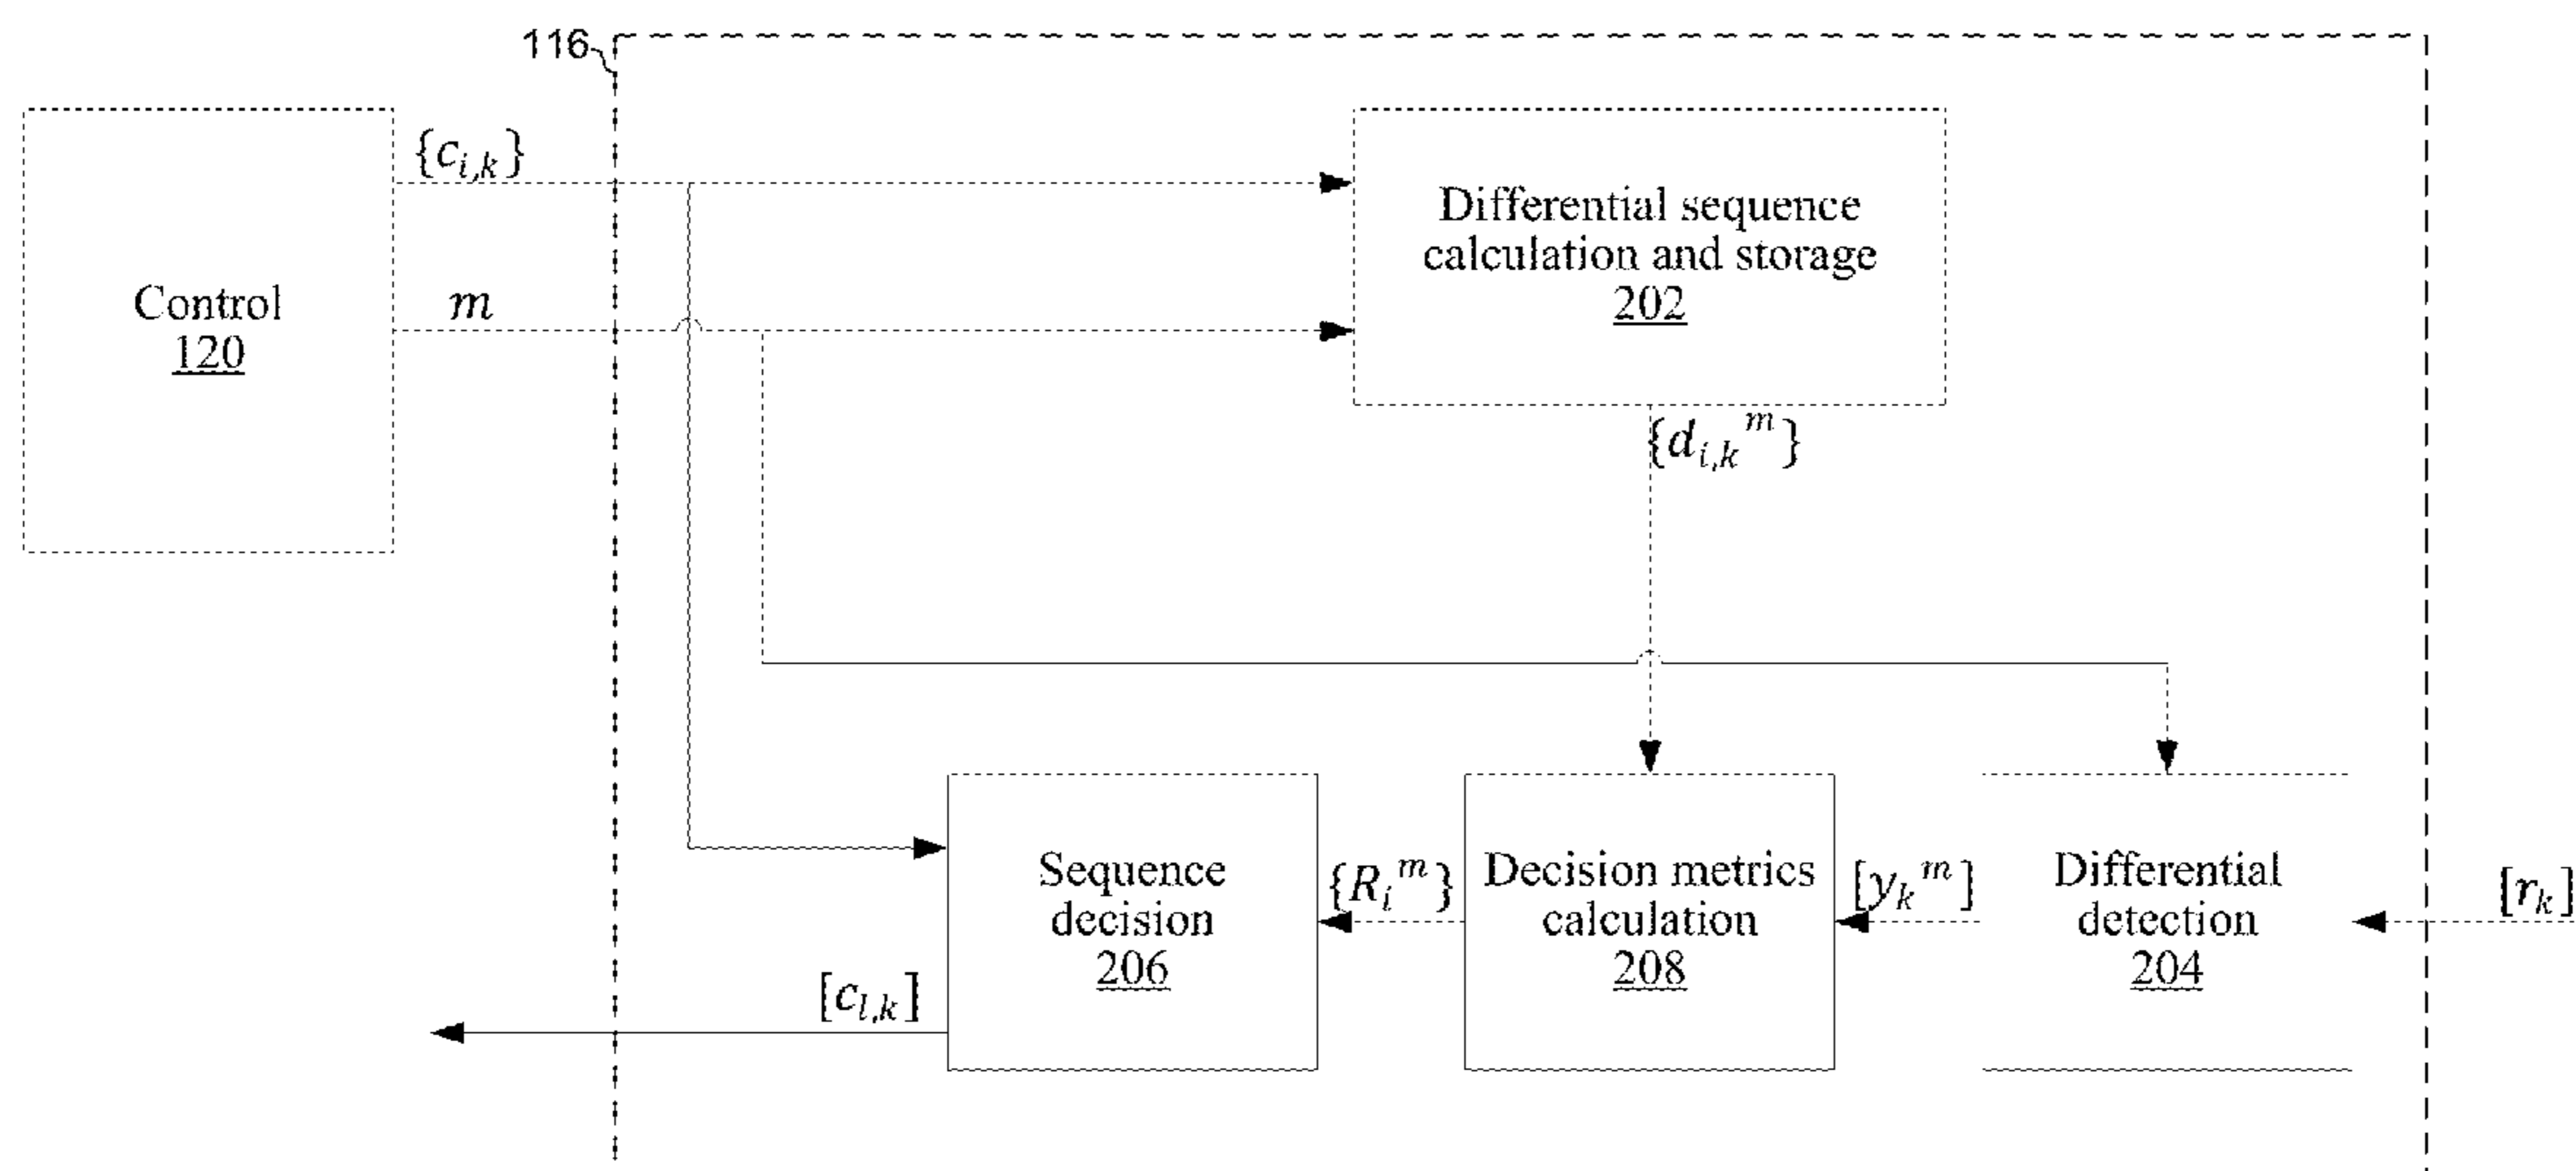 116
{c_{i,k}}
Control
120
m
Differential sequence
calculation and storage
202
{d_{i,k}^m}
Sequence
decision
206
{R_i^m}
Decision metrics
calculation
208
[y_k^m]
Differential
detection
204
[r_k]
[c_{l,k}]